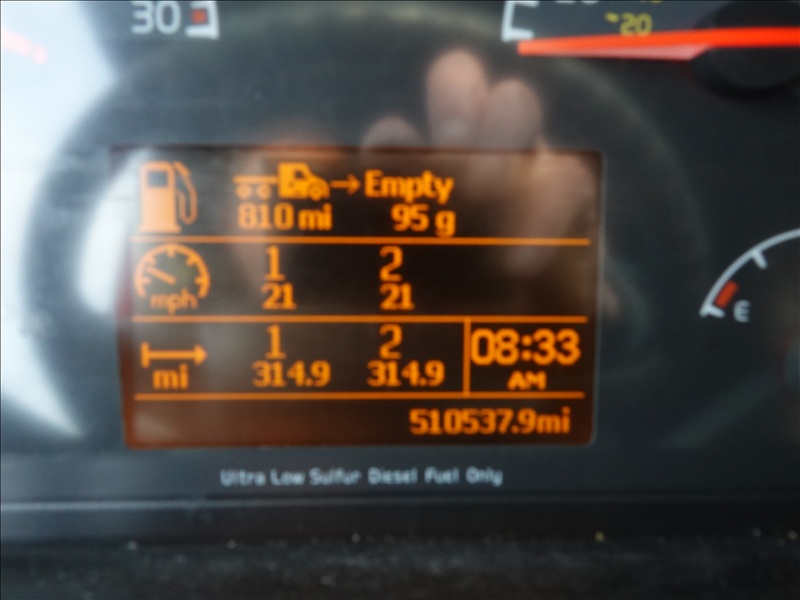 30
20
Empty
810 mi 95 g
1 2
mph 21 21
1 2 08:33
mi 314.9 314.9 AM
510537.9mi
E
Ultra Low Sulfur Diesel Fuel Only